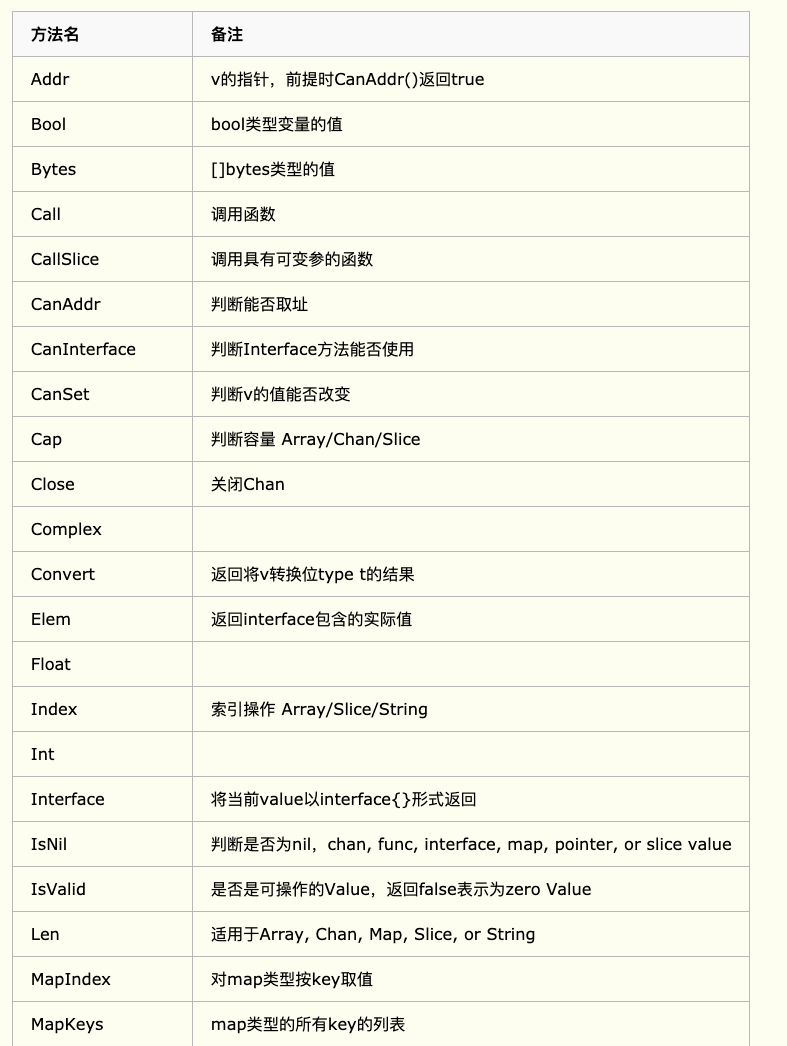 方法名 备注
Addr v的指针，前提时CanAddr()返回true
Bool bool类型变量的值
Bytes []bytes类型的值
Call 调用函数
CallSlice 调用具有可变参的函数
CanAddr 判断能否取址
CanInterface 判断Interface方法能否使用
CanSet 判断v的值能否改变
Cap 判断容量 Array/Chan/Slice
Close 关闭Chan
Complex
Convert 返回将v转换位type t的结果
Elem 返回interface包含的实际值
Float
Index 索引操作 Array/Slice/String
Int
Interface 将当前value以interface{}形式返回
IsNil 判断是否为nil，chan, func, interface, map, pointer, or slice value
IsValid 是否是可操作的Value，返回false表示为zero Value
Len 适用于Array, Chan, Map, Slice, or String
MapIndex 对map类型按key取值
MapKeys map类型的所有key的列表